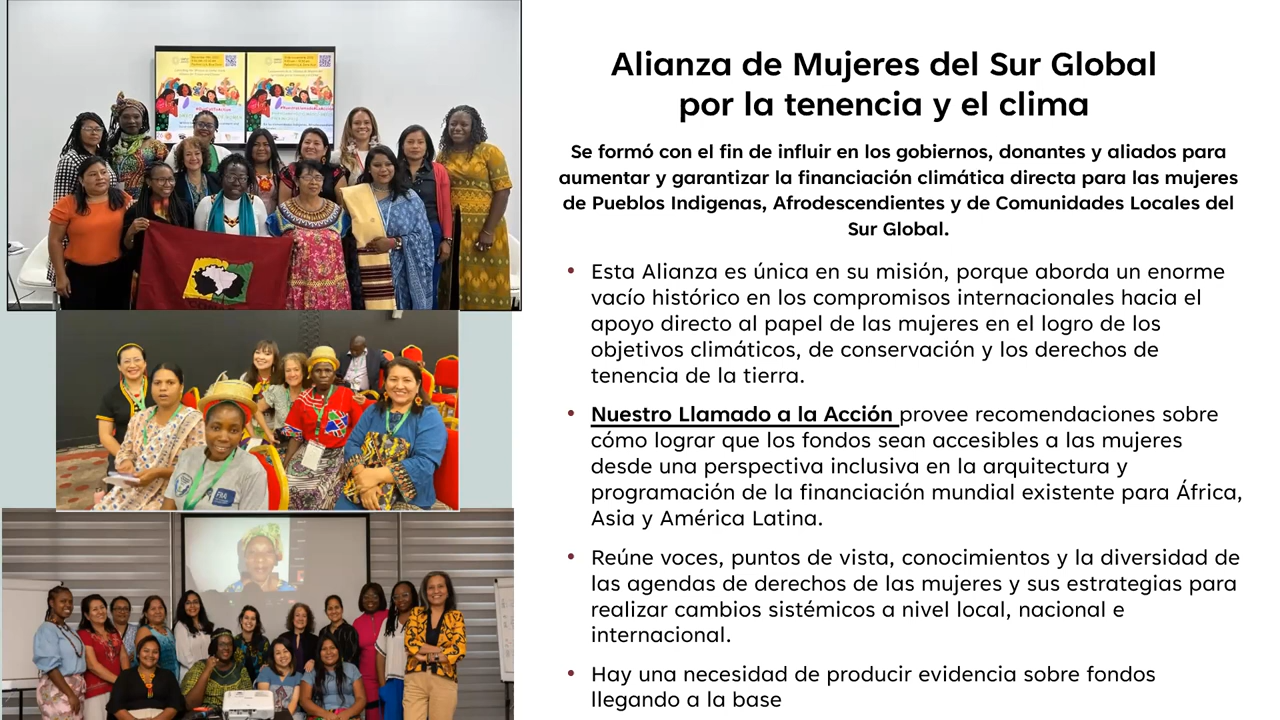 Alianza de Mujeres del Sur Global
por la tenencia y el clima
Se formó con el fin de influir en los gobiernos, donantes y aliados para
aumentar y garantizar la financiación climática directa para las mujeres
de Pueblos Indigenas, Afrodescendientes y de Comunidades Locales del
Sur Global.
• Esta Alianza es única en su misión, porque aborda un enorme
vacío histórico en los compromisos internacionales hacia el
apoyo directo al papel de las mujeres en el logro de los
objetivos climáticos, de conservación y los derechos de
tenencia de la tierra.
• Nuestro Llamado a la Acción provee recomendaciones sobre
cómo lograr que los fondos sean accesibles a las mujeres
desde una perspectiva inclusiva en la arquitectura y
programación de la financiación mundial existente para África,
Asia y América Latina.
• Reúne voces, puntos de vista, conocimientos y la diversidad de
las agendas de derechos de las mujeres y sus estrategias para
realizar cambios sistémicos a nivel local, nacional e
internacional.
• Hay una necesidad de producir evidencia sobre fondos
llegando a la base